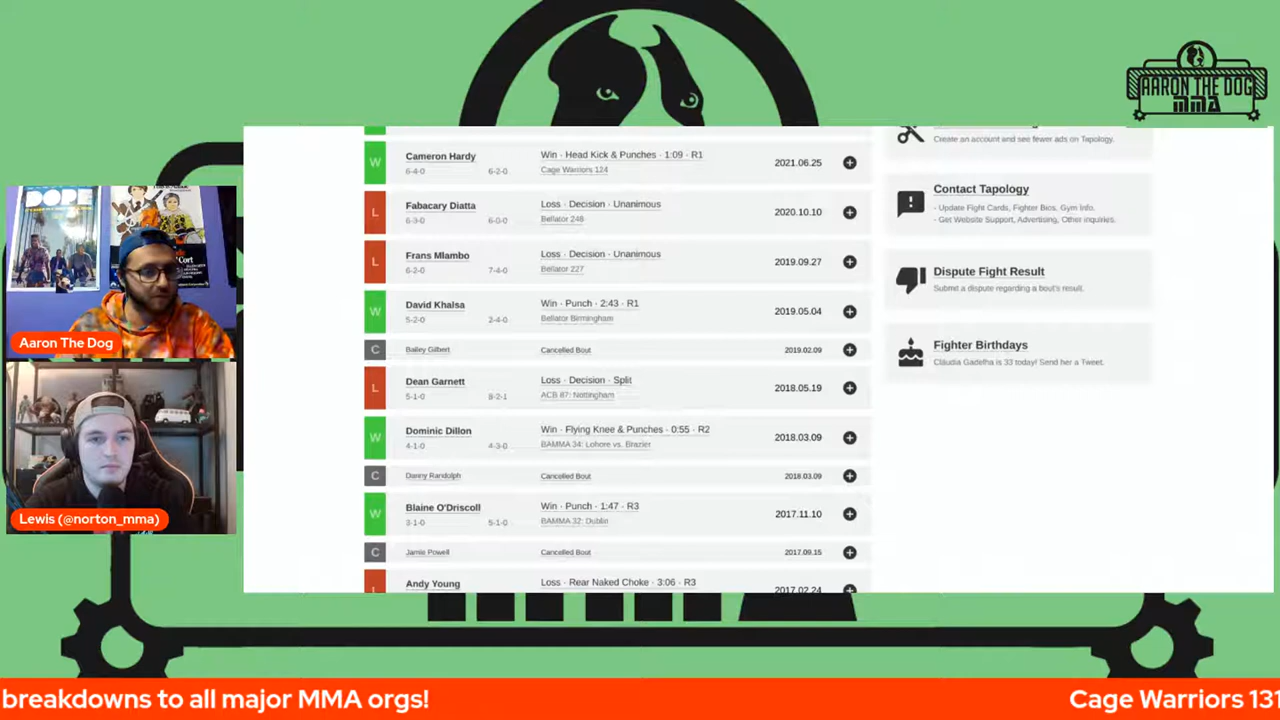 AARON THE DOG
MMA
DOPE
Aaron The Dog
Lewis (@norton_mma)
W
Cameron Hardy
6-4-0
6-2-0
Win · Head Kick & Punches · 1:09 · R1
Cage Warriors 124
2021.06.25
L
Fabacary Diatta
6-3-0
6-0-0
Loss · Decision · Unanimous
Bellator 248
2020.10.10
L
Frans Mlambo
6-2-0
7-4-0
Loss · Decision · Unanimous
Bellator 227
2019.09.27
W
David Khalsa
5-2-0
2-4-0
Win · Punch · 2:43 · R1
Bellator Birmingham
2019.05.04
C
Bailey Gilbert
Cancelled Bout
2019.02.09
L
Dean Garnett
5-1-0
8-2-1
Loss · Decision · Split
ACB 87: Nottingham
2018.05.19
W
Dominic Dillon
4-1-0
4-3-0
Win · Flying Knee & Punches · 0:55 · R2
BAMMA 34: Lohore vs. Brazier
2018.03.09
C
Danny Randolph
Cancelled Bout
2018.03.09
W
Blaine O'Driscoll
3-1-0
5-1-0
Win · Punch · 1:47 · R3
BAMMA 32: Dublin
2017.11.10
C
Jamie Powell
Cancelled Bout
2017.09.15
L
Andy Young
Loss · Rear Naked Choke · 3:06 · R3
2017.02.24
Create an account and see fewer ads on Tapology.
Contact Tapology
- Update Fight Cards, Fighter Bios, Gym Info.
- Get Website Support, Advertising, Other inquiries.
Dispute Fight Result
Submit a dispute regarding a bout's result.
Fighter Birthdays
Cláudia Gadelha is 33 today! Send her a Tweet.
breakdowns to all major MMA orgs!
Cage Warriors 131